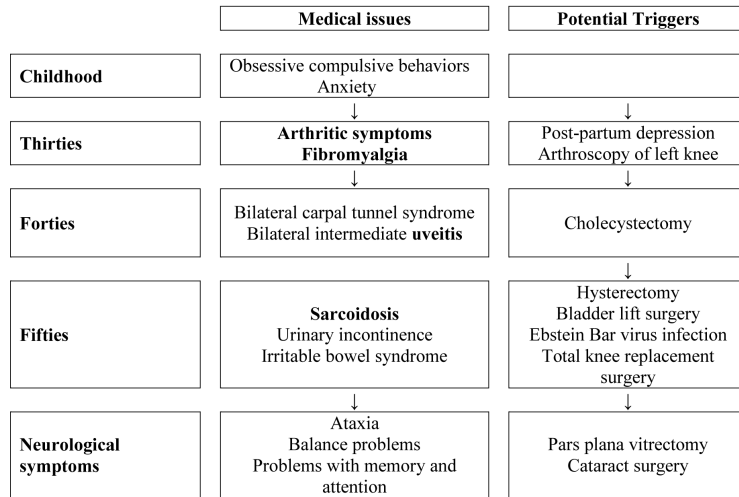 Medical issues
Potential Triggers
Childhood
Obsessive compulsive behaviors
Anxiety
↓
↓
Thirties
Arthritic symptoms
Fibromyalgia
Post-partum depression
Arthroscopy of left knee
↓
↓
Forties
Bilateral carpal tunnel syndrome
Bilateral intermediate uveitis
Cholecystectomy
↓
Fifties
Sarcoidosis
Urinary incontinence
Irritable bowel syndrome
Hysterectomy
Bladder lift surgery
Ebstein Bar virus infection
Total knee replacement
surgery
↓
↓
Neurological
symptoms
Ataxia
Balance problems
Problems with memory and
attention
Pars plana vitrectomy
Cataract surgery